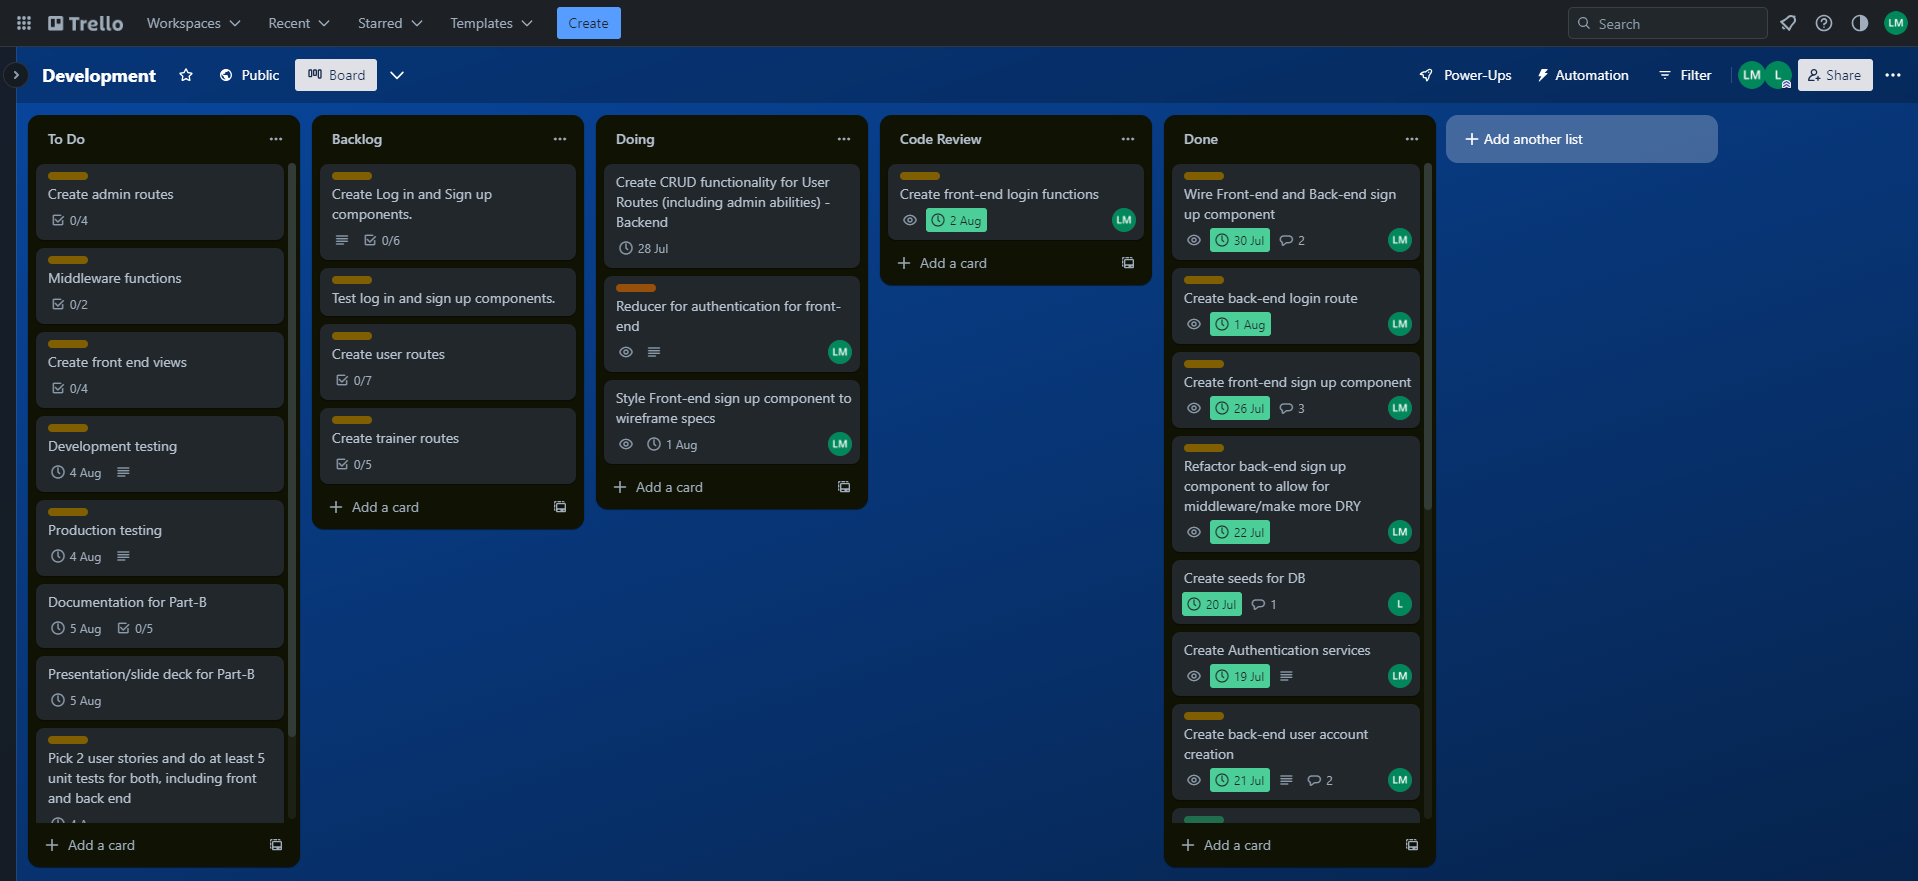 Trello
Workspaces
Recent
Starred
Templates
Create
Search
LM
Development
Public
Board
Power-Ups
Automation
Filter
LM
L
Share
To Do
Create admin routes
0/4
Middleware functions
0/2
Create front end views
0/4
Development testing
4 Aug
Production testing
4 Aug
Documentation for Part-B
5 Aug 0/5
Presentation/slide deck for Part-B
5 Aug
Pick 2 user stories and do at least 5
unit tests for both, including front
and back end
Add a card
Backlog
Create Log in and Sign up
components.
0/6
Test log in and sign up components.
Create user routes
0/7
Create trainer routes
0/5
Add a card
Doing
Create CRUD functionality for User
Routes (including admin abilities) -
Backend
28 Jul
Reducer for authentication for front-
end
LM
Style Front-end sign up component to
wireframe specs
1 Aug LM
Add a card
Code Review
Create front-end login functions
2 Aug LM
Add a card
Done
Wire Front-end and Back-end sign
up component
30 Jul 2 LM
Create back-end login route
1 Aug LM
Create front-end sign up component
26 Jul 3 LM
Refactor back-end sign up
component to allow for
middleware/make more DRY
22 Jul LM
Create seeds for DB
20 Jul 1 L
Create Authentication services
19 Jul LM
Create back-end user account
creation
21 Jul 2 LM
Add a card
Add another list